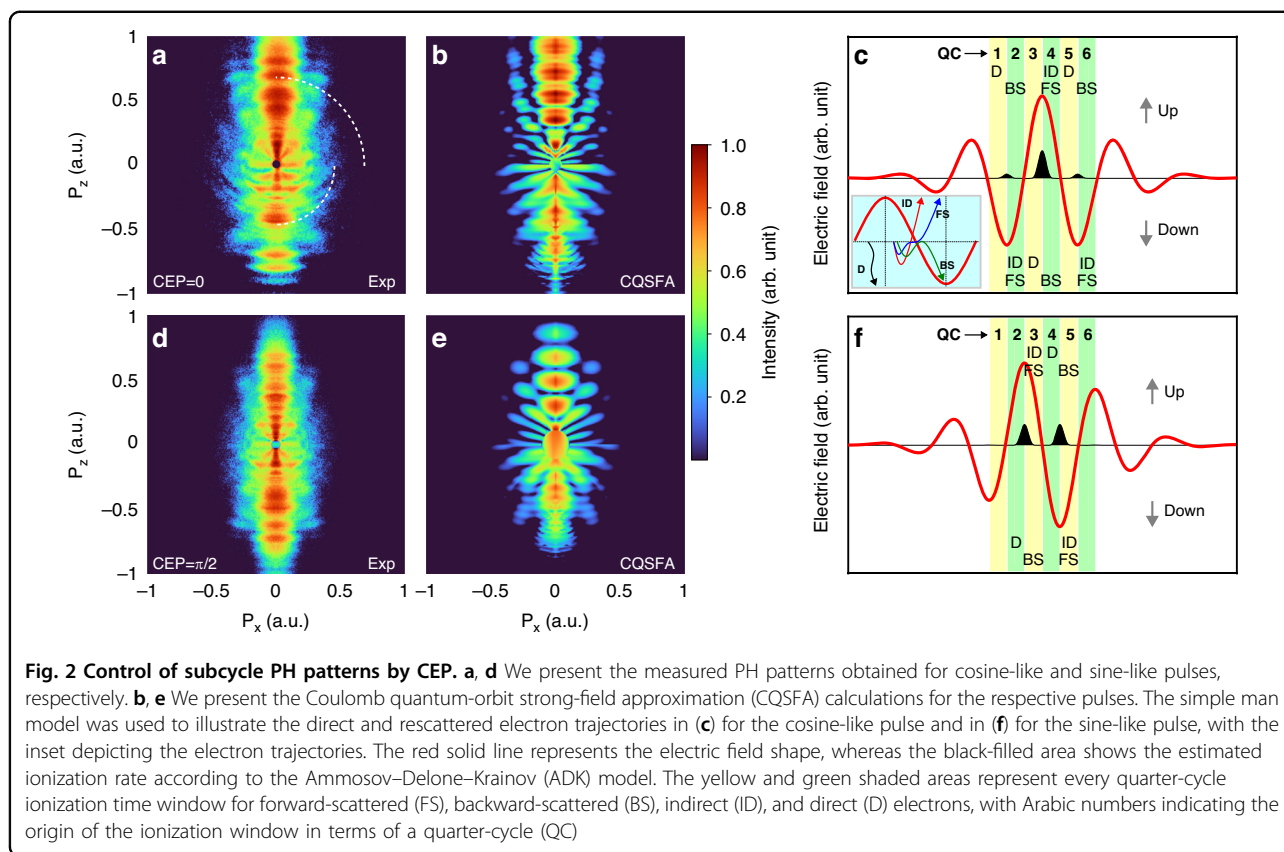 a
1
0.5
0
−0.5
−1
P_z (a.u.)
CEP=0
Exp
b
CQSFA
1.0
0.8
0.6
0.4
0.2
Intensity (arb. unit)
c
QC→ 1 2 3 4 5 6
D ID D
BS FS BS
Electric field (arb. unit)
Up
Down
ID
FS
BS
D
ID D ID
FS BS FS
d
1
0.5
0
−0.5
−1
P_z (a.u.)
CEP=π/2
Exp
−1 −0.5 0 0.5 1
P_x (a.u.)
e
CQSFA
−1 −0.5 0 0.5 1
P_x (a.u.)
f
QC→ 1 2 3 4 5 6
ID D
FS BS
Electric field (arb. unit)
Up
Down
D ID
BS FS
Fig. 2 Control of subcycle PH patterns by CEP. a, d We present the measured PH patterns obtained for cosine-like and sine-like pulses,
respectively. b, e We present the Coulomb quantum-orbit strong-field approximation (CQSFA) calculations for the respective pulses. The simple man
model was used to illustrate the direct and rescattered electron trajectories in (c) for the cosine-like pulse and in (f) for the sine-like pulse, with the
inset depicting the electron trajectories. The red solid line represents the electric field shape, whereas the black-filled area shows the estimated
ionization rate according to the Ammosov–Delone–Krainov (ADK) model. The yellow and green shaded areas represent every quarter-cycle
ionization time window for forward-scattered (FS), backward-scattered (BS), indirect (ID), and direct (D) electrons, with Arabic numbers indicating the
origin of the ionization window in terms of a quarter-cycle (QC)